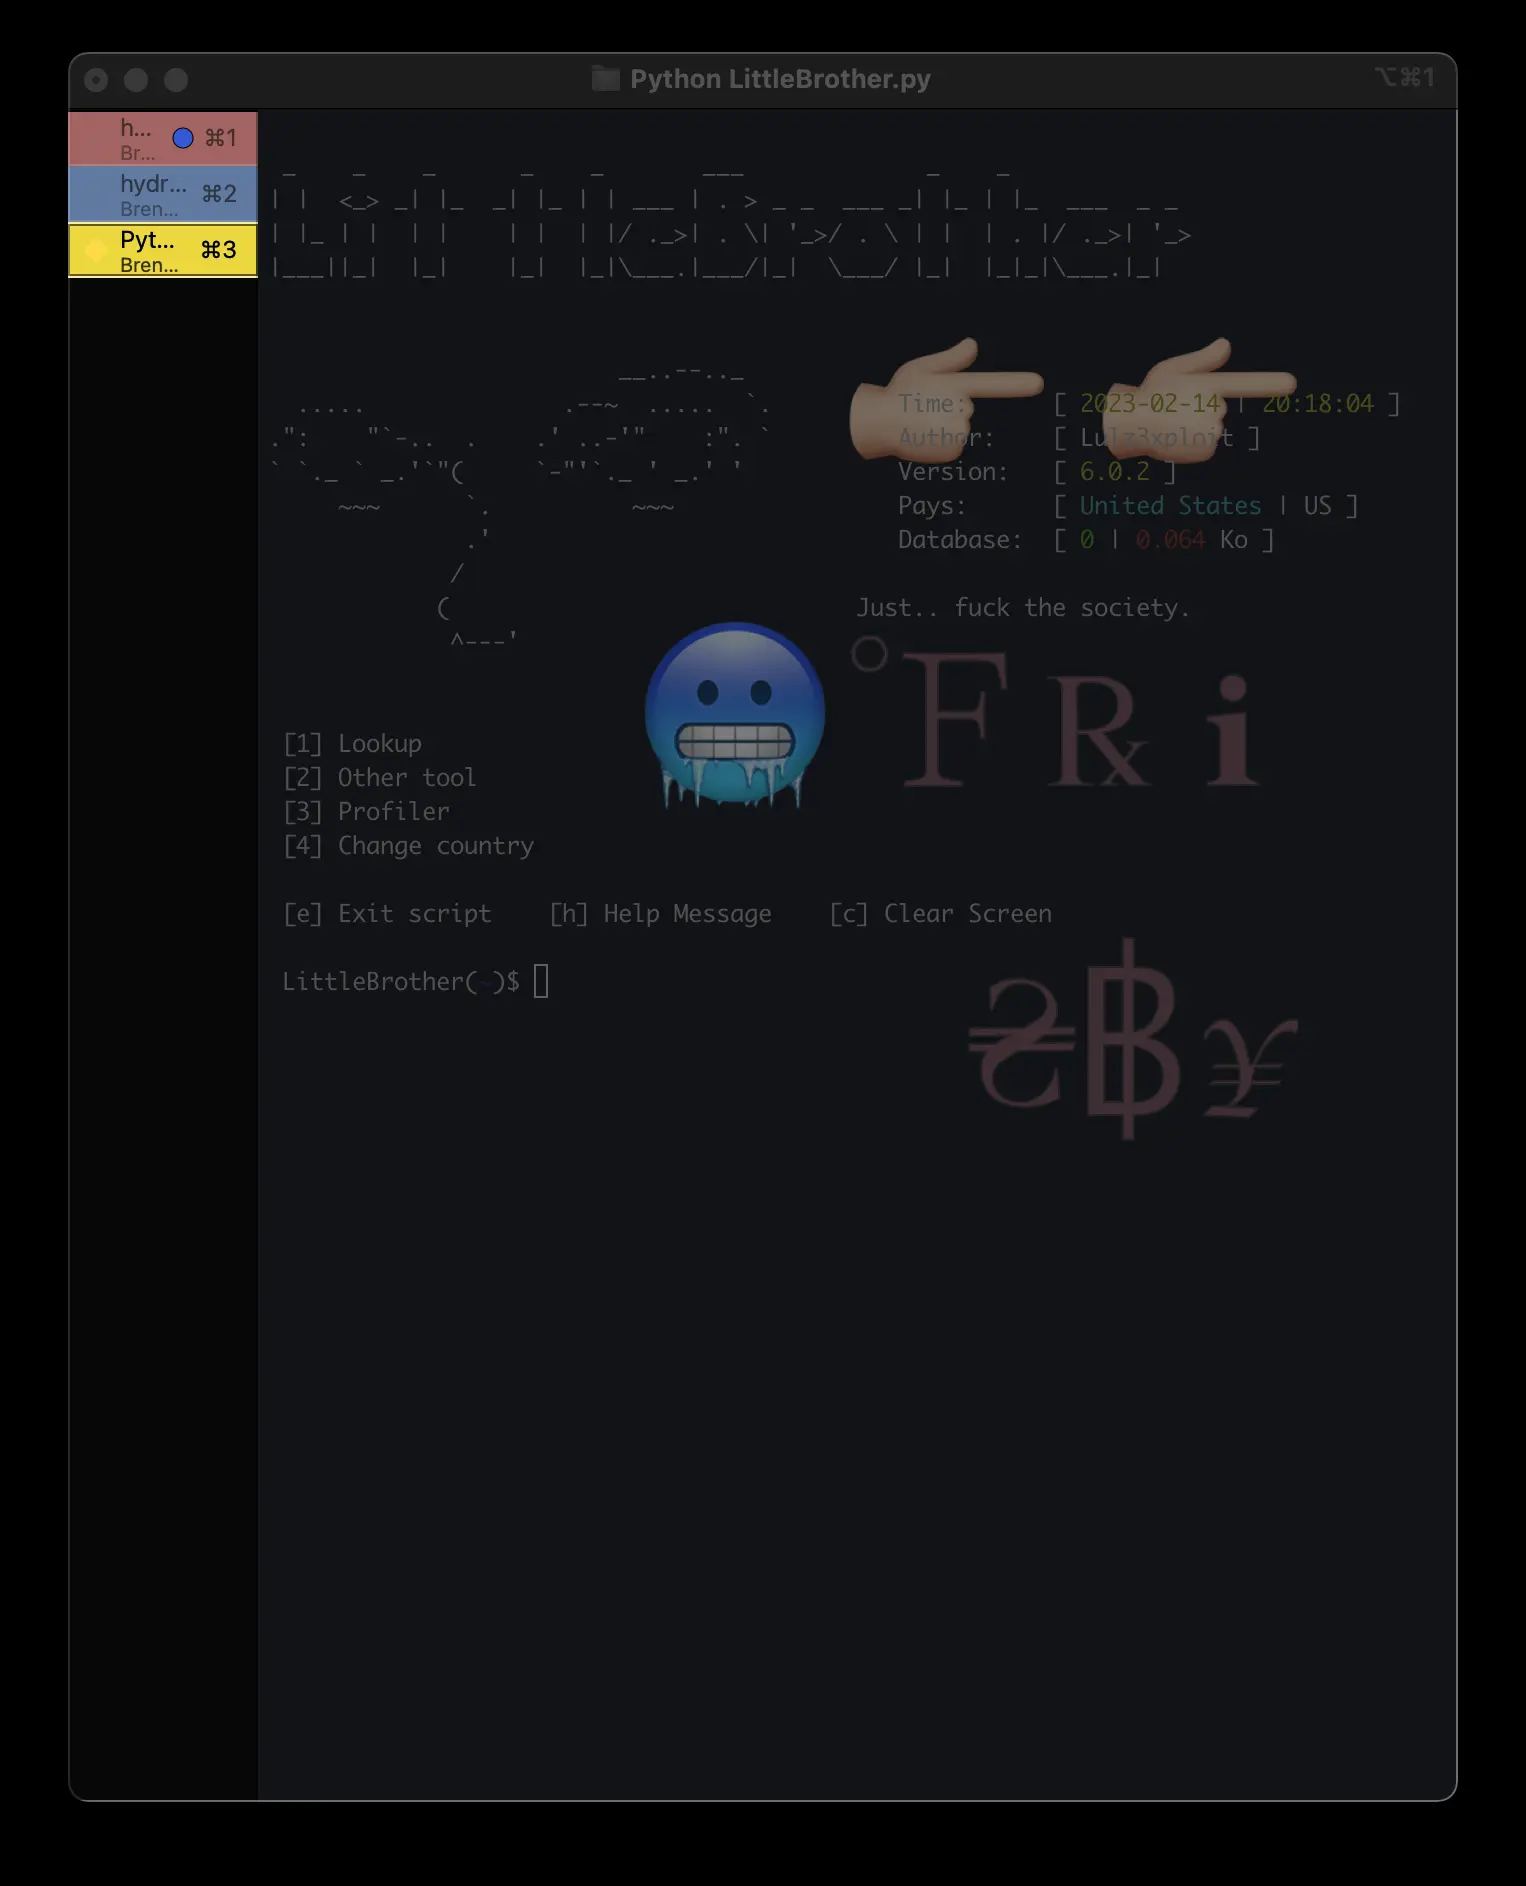 Python LittleBrother.py
⌥⌘1
h... ⌘1
Br...
hydr... ⌘2
Bren...
Pyt... ⌘3
Bren...
LittleBrother
Time: [ 2023-02-14 | 20:18:04 ]
Author: [ Lulz3xploit ]
Version: [ 6.0.2 ]
Pays: [ United States | US ]
Database: [ 0 | 0.064 Ko ]
Just.. fuck the society.
🥶 ℉ ℞ ℹ
[1] Lookup
[2] Other tool
[3] Profiler
[4] Change country
[e] Exit script [h] Help Message [c] Clear Screen
LittleBrother(~)$
₴฿¥